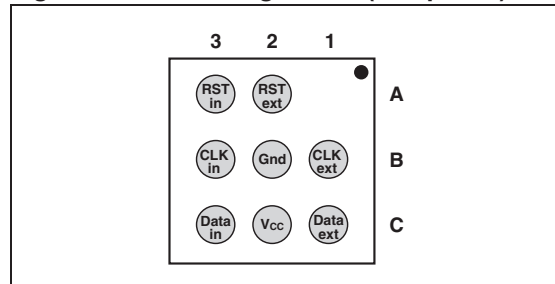 3 2 1
RST in RST ext A
CLK in Gnd CLK ext B
Data in Vcc Data ext C